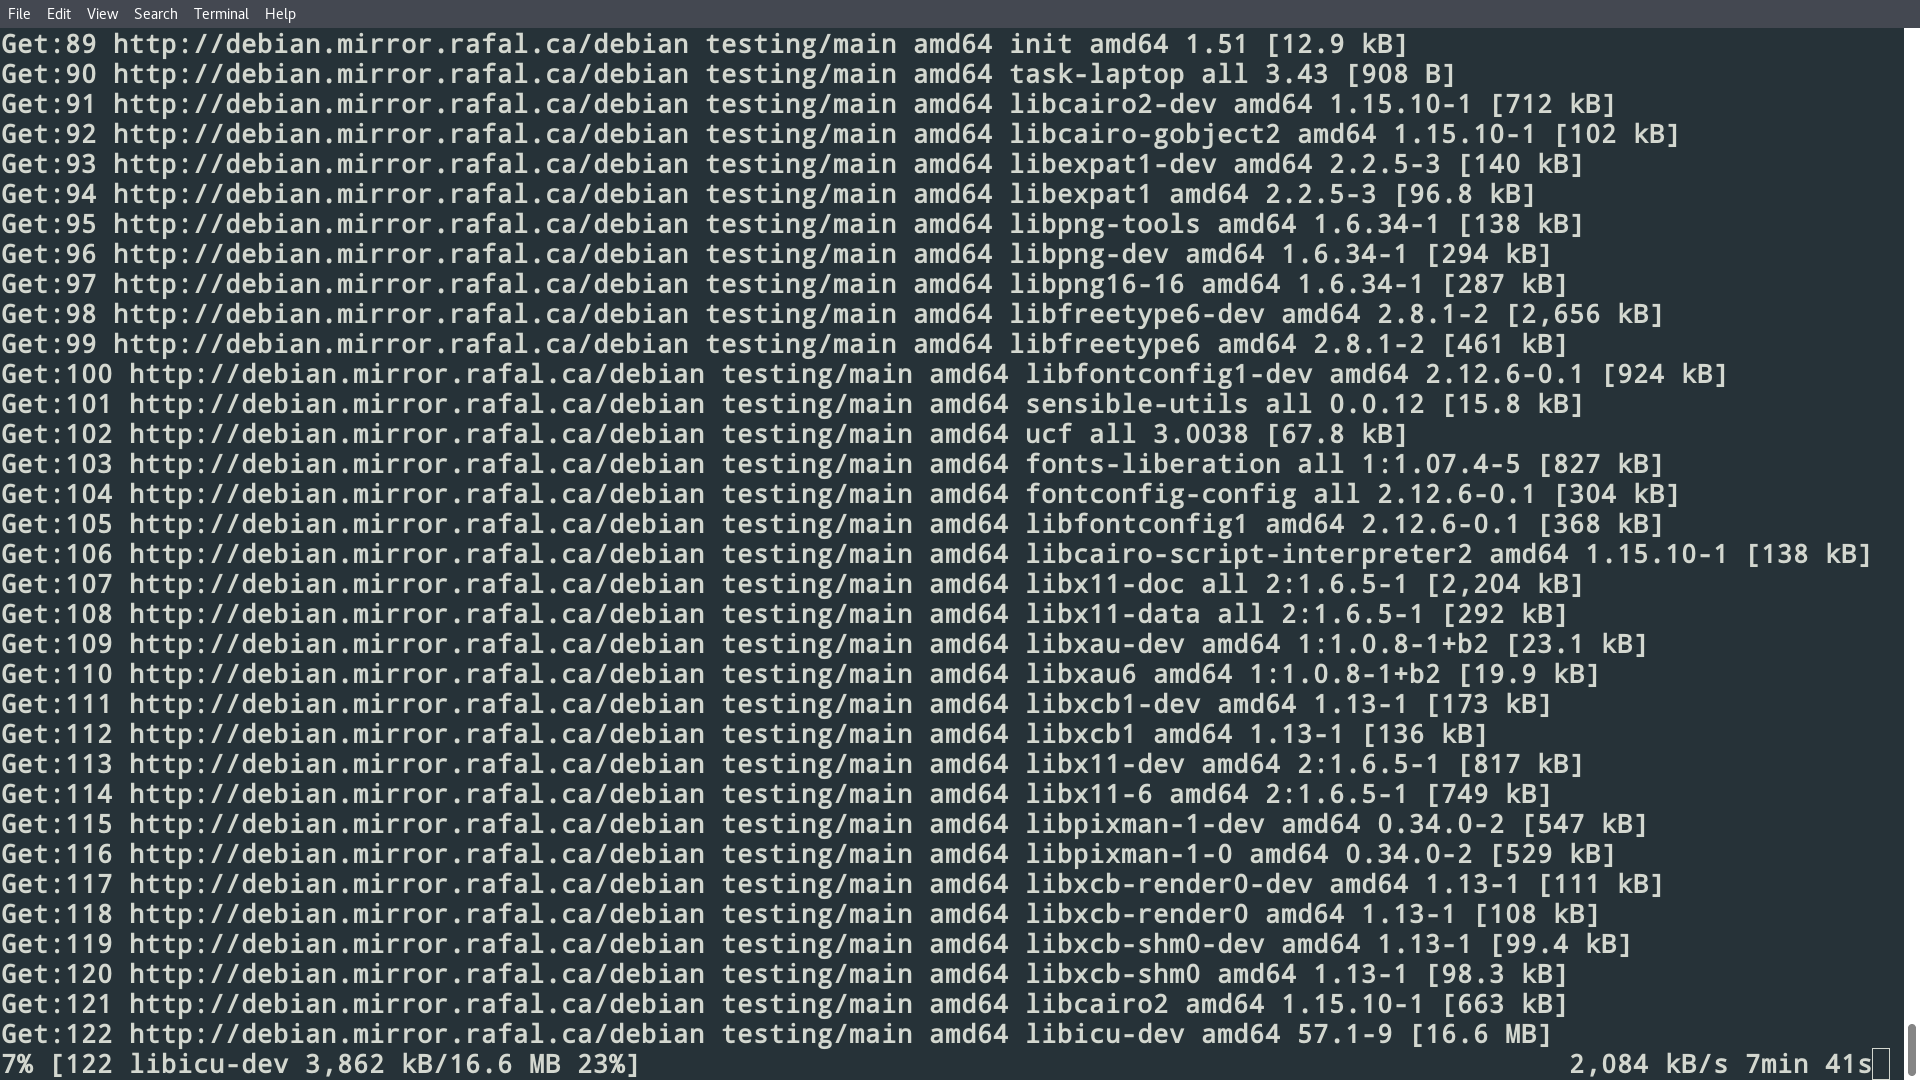 File Edit View Search Terminal Help
Get:89 http://debian.mirror.rafal.ca/debian testing/main amd64 init amd64 1.51 [12.9 kB]
Get:90 http://debian.mirror.rafal.ca/debian testing/main amd64 task-laptop all 3.43 [908 B]
Get:91 http://debian.mirror.rafal.ca/debian testing/main amd64 libcairo2-dev amd64 1.15.10-1 [712 kB]
Get:92 http://debian.mirror.rafal.ca/debian testing/main amd64 libcairo-gobject2 amd64 1.15.10-1 [102 kB]
Get:93 http://debian.mirror.rafal.ca/debian testing/main amd64 libexpat1-dev amd64 2.2.5-3 [140 kB]
Get:94 http://debian.mirror.rafal.ca/debian testing/main amd64 libexpat1 amd64 2.2.5-3 [96.8 kB]
Get:95 http://debian.mirror.rafal.ca/debian testing/main amd64 libpng-tools amd64 1.6.34-1 [138 kB]
Get:96 http://debian.mirror.rafal.ca/debian testing/main amd64 libpng-dev amd64 1.6.34-1 [294 kB]
Get:97 http://debian.mirror.rafal.ca/debian testing/main amd64 libpng16-16 amd64 1.6.34-1 [287 kB]
Get:98 http://debian.mirror.rafal.ca/debian testing/main amd64 libfreetype6-dev amd64 2.8.1-2 [2,656 kB]
Get:99 http://debian.mirror.rafal.ca/debian testing/main amd64 libfreetype6 amd64 2.8.1-2 [461 kB]
Get:100 http://debian.mirror.rafal.ca/debian testing/main amd64 libfontconfig1-dev amd64 2.12.6-0.1 [924 kB]
Get:101 http://debian.mirror.rafal.ca/debian testing/main amd64 sensible-utils all 0.0.12 [15.8 kB]
Get:102 http://debian.mirror.rafal.ca/debian testing/main amd64 ucf all 3.0038 [67.8 kB]
Get:103 http://debian.mirror.rafal.ca/debian testing/main amd64 fonts-liberation all 1:1.07.4-5 [827 kB]
Get:104 http://debian.mirror.rafal.ca/debian testing/main amd64 fontconfig-config all 2.12.6-0.1 [304 kB]
Get:105 http://debian.mirror.rafal.ca/debian testing/main amd64 libfontconfig1 amd64 2.12.6-0.1 [368 kB]
Get:106 http://debian.mirror.rafal.ca/debian testing/main amd64 libcairo-script-interpreter2 amd64 1.15.10-1 [138 kB]
Get:107 http://debian.mirror.rafal.ca/debian testing/main amd64 libx11-doc all 2:1.6.5-1 [2,204 kB]
Get:108 http://debian.mirror.rafal.ca/debian testing/main amd64 libx11-data all 2:1.6.5-1 [292 kB]
Get:109 http://debian.mirror.rafal.ca/debian testing/main amd64 libxau-dev amd64 1:1.0.8-1+b2 [23.1 kB]
Get:110 http://debian.mirror.rafal.ca/debian testing/main amd64 libxau6 amd64 1:1.0.8-1+b2 [19.9 kB]
Get:111 http://debian.mirror.rafal.ca/debian testing/main amd64 libxcb1-dev amd64 1.13-1 [173 kB]
Get:112 http://debian.mirror.rafal.ca/debian testing/main amd64 libxcb1 amd64 1.13-1 [136 kB]
Get:113 http://debian.mirror.rafal.ca/debian testing/main amd64 libx11-dev amd64 2:1.6.5-1 [817 kB]
Get:114 http://debian.mirror.rafal.ca/debian testing/main amd64 libx11-6 amd64 2:1.6.5-1 [749 kB]
Get:115 http://debian.mirror.rafal.ca/debian testing/main amd64 libpixman-1-dev amd64 0.34.0-2 [547 kB]
Get:116 http://debian.mirror.rafal.ca/debian testing/main amd64 libpixman-1-0 amd64 0.34.0-2 [529 kB]
Get:117 http://debian.mirror.rafal.ca/debian testing/main amd64 libxcb-render0-dev amd64 1.13-1 [111 kB]
Get:118 http://debian.mirror.rafal.ca/debian testing/main amd64 libxcb-render0 amd64 1.13-1 [108 kB]
Get:119 http://debian.mirror.rafal.ca/debian testing/main amd64 libxcb-shm0-dev amd64 1.13-1 [99.4 kB]
Get:120 http://debian.mirror.rafal.ca/debian testing/main amd64 libxcb-shm0 amd64 1.13-1 [98.3 kB]
Get:121 http://debian.mirror.rafal.ca/debian testing/main amd64 libcairo2 amd64 1.15.10-1 [663 kB]
Get:122 http://debian.mirror.rafal.ca/debian testing/main amd64 libicu-dev amd64 57.1-9 [16.6 MB]
7% [122 libicu-dev 3,862 kB/16.6 MB 23%] 2,084 kB/s 7min 41s